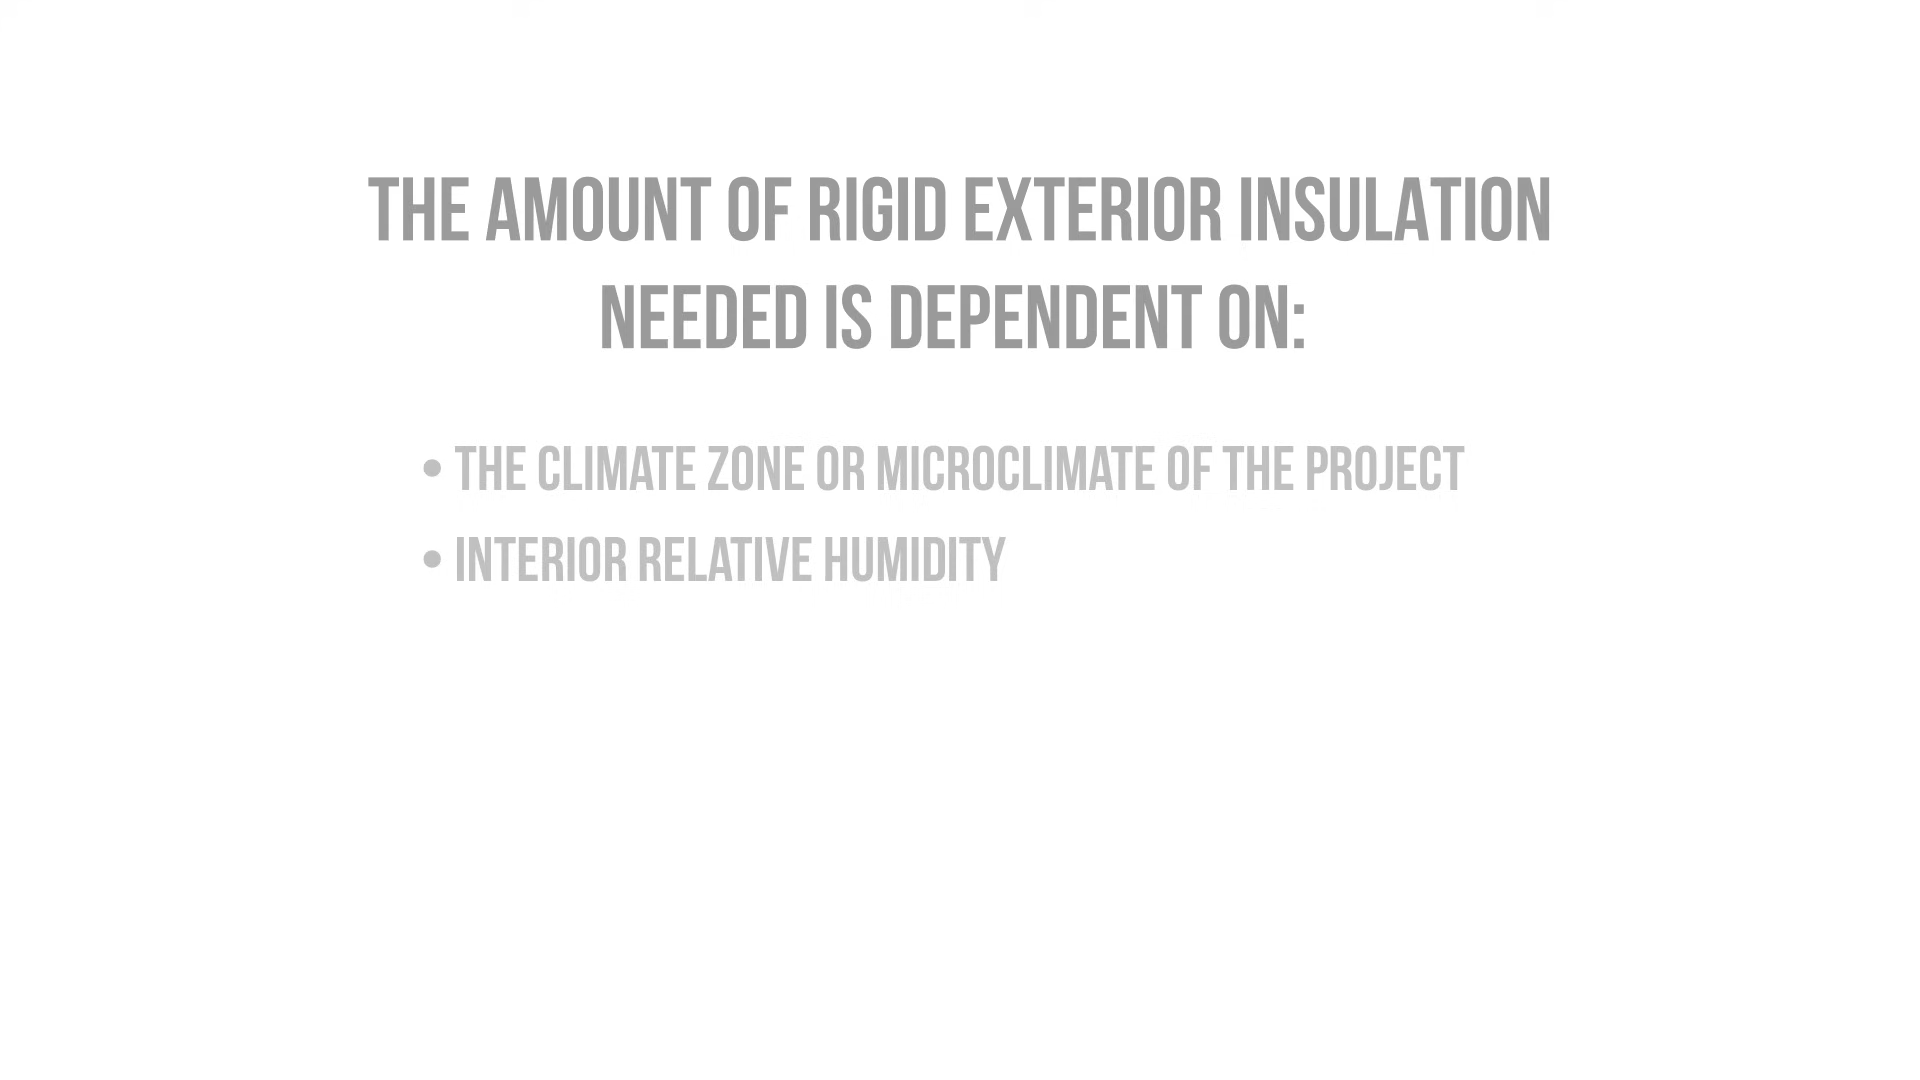 THE AMOUNT OF RIGID EXTERIOR INSULATION
NEEDED IS DEPENDENT ON:
• THE CLIMATE ZONE OR MICROCLIMATE OF THE PROJECT
• INTERIOR RELATIVE HUMIDITY